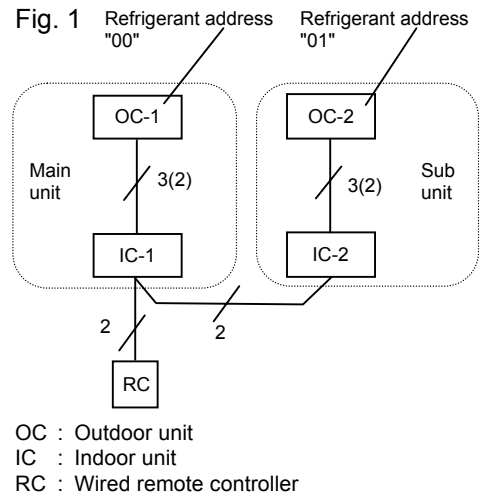 Fig. 1
Refrigerant address "00"
Refrigerant address "01"
OC-1
OC-2
Main unit
3(2)
3(2)
Sub unit
IC-1
IC-2
2
2
RC
OC : Outdoor unit
IC : Indoor unit
RC : Wired remote controller